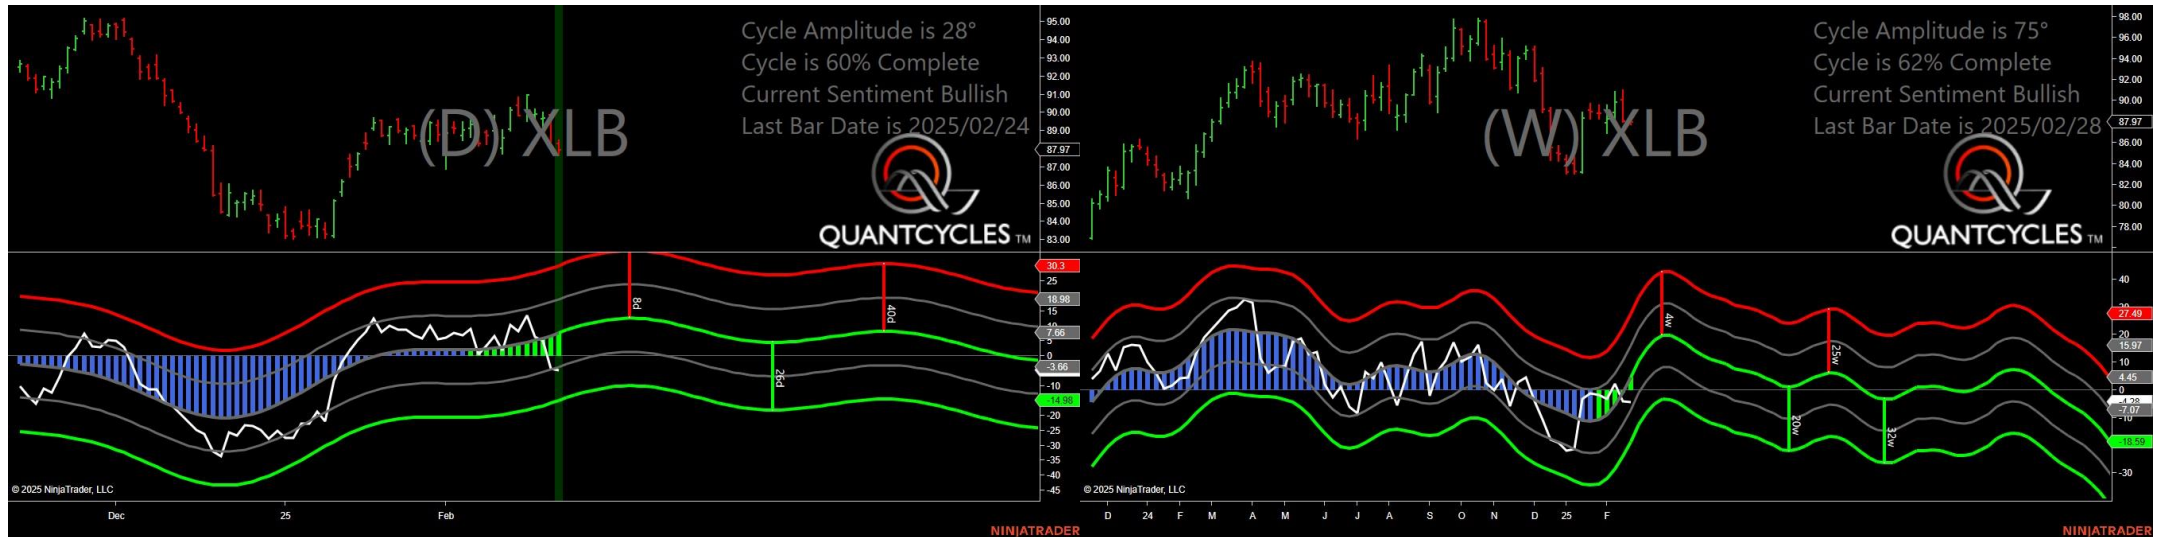 Cycle Amplitude is 28°
Cycle is 60% Complete
Current Sentiment Bullish
Last Bar Date is 2025/02/24
(D) XLB
QUANTCYCLES TM
95.00
94.00
93.00
92.00
91.00
90.00
89.00
87.97
87.00
86.00
85.00
84.00
83.00
30.3
25
18.98
15
10
7.66
5
0
-3.66
-10
-14.98
-20
-25
-30
-35
-40
-45
8d
40d
26d
© 2025 NinjaTrader, LLC
Dec 25 Feb
NINJATRADER
Cycle Amplitude is 75°
Cycle is 62% Complete
Current Sentiment Bullish
Last Bar Date is 2025/02/28
(W) XLB
QUANTCYCLES TM
98.00
96.00
94.00
92.00
90.00
87.97
86.00
84.00
82.00
80.00
78.00
40
30
27.49
20
15.97
10
4.45
0
-4.28
-7.07
-10
-18.59
-30
4w
25w
20w
32w
© 2025 NinjaTrader, LLC
D 24 F M A M J J A S O N D 25 F
NINJATRADER